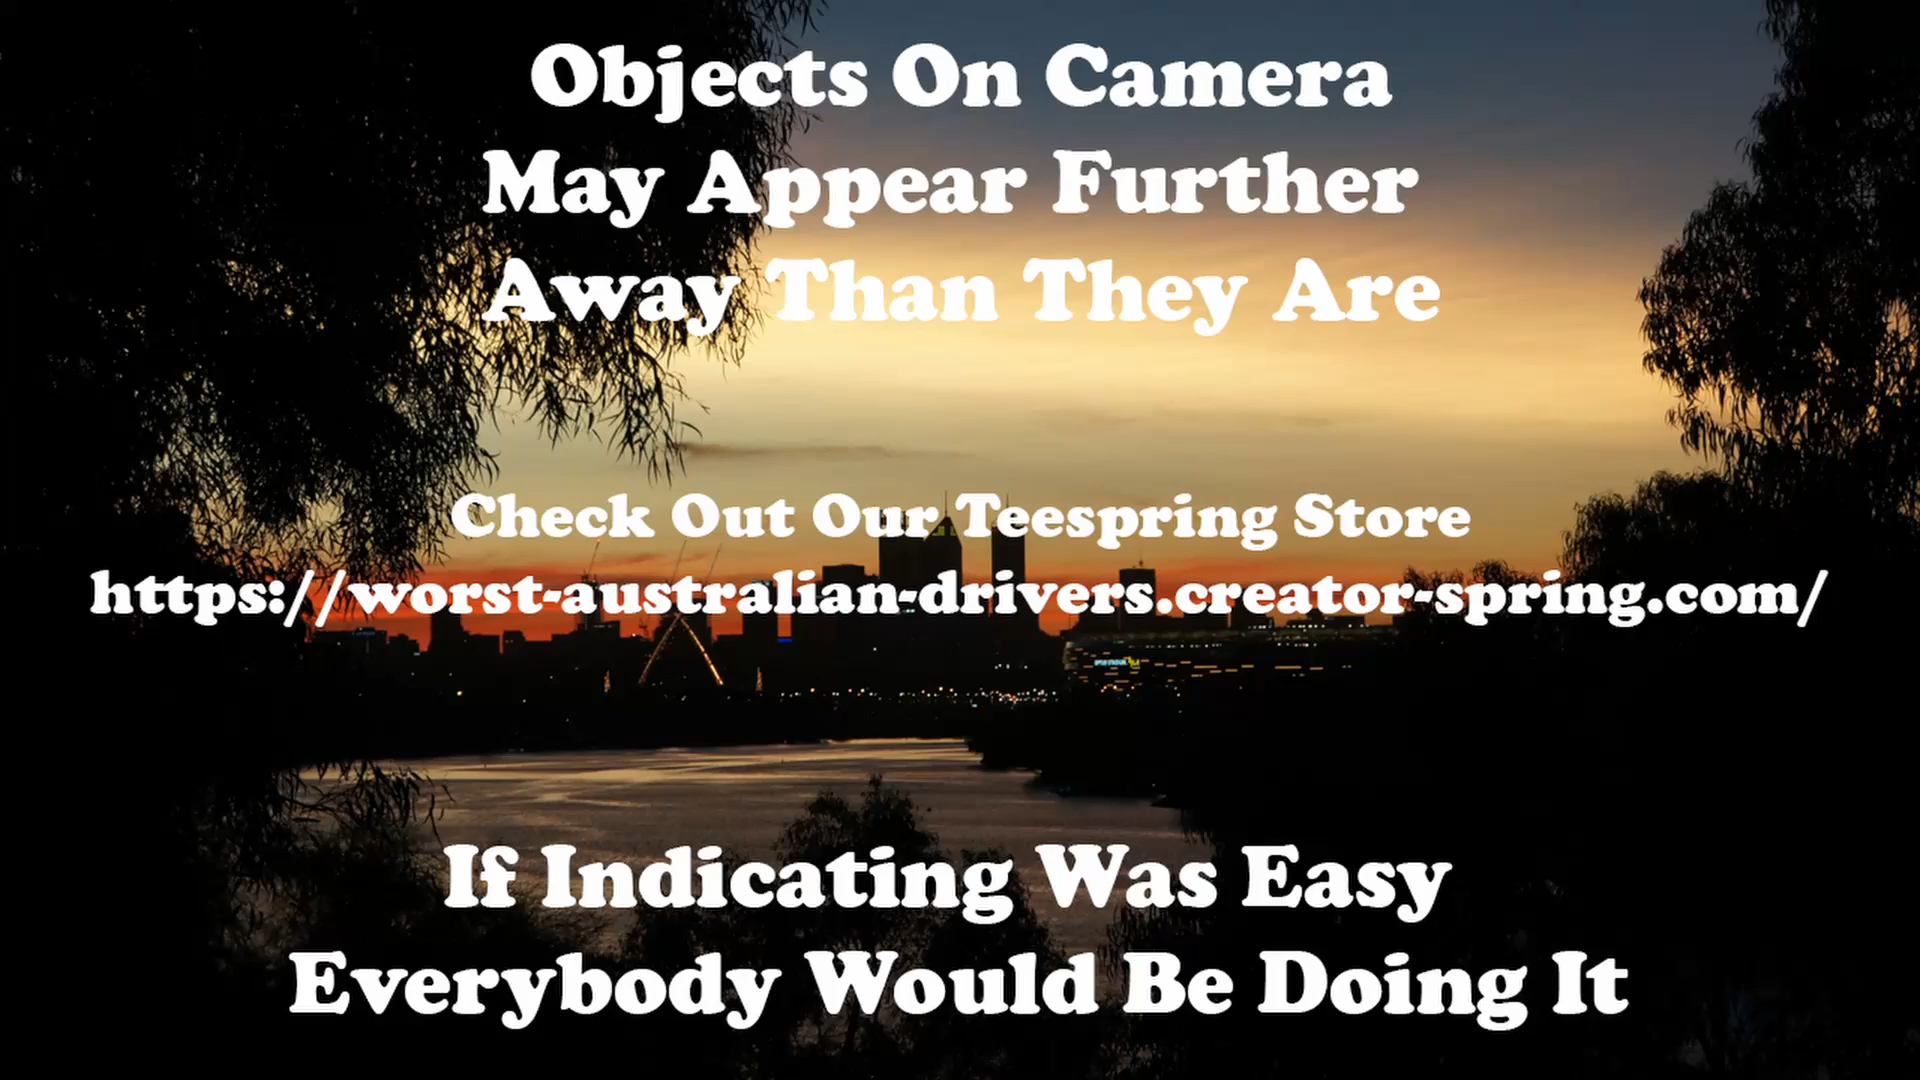 Objects On Camera
May Appear Further
Away Than They Are
Check Out Our Teespring Store
https://worst-australian-drivers.creator-spring.com/
If Indicating Was Easy
Everybody Would Be Doing It